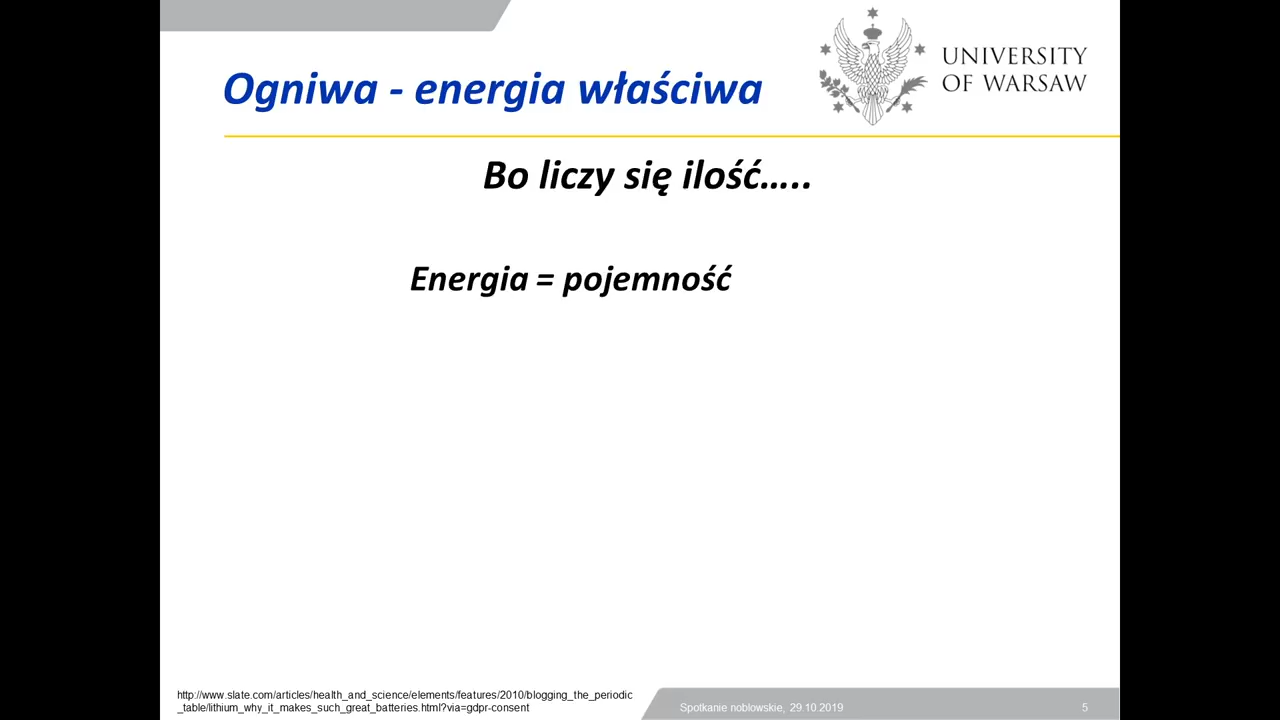 Ogniwa - energia właściwa
UNIVERSITY
OF WARSAW
Bo liczy się ilość…..
Energia = pojemność
http://www.slate.com/articles/health_and_science/elements/features/2010/blogging_the_periodic
_table/lithium_why_it_makes_such_great_batteries.html?via=gdpr-consent
Spotkanie noblowskie, 29.10.2019
5